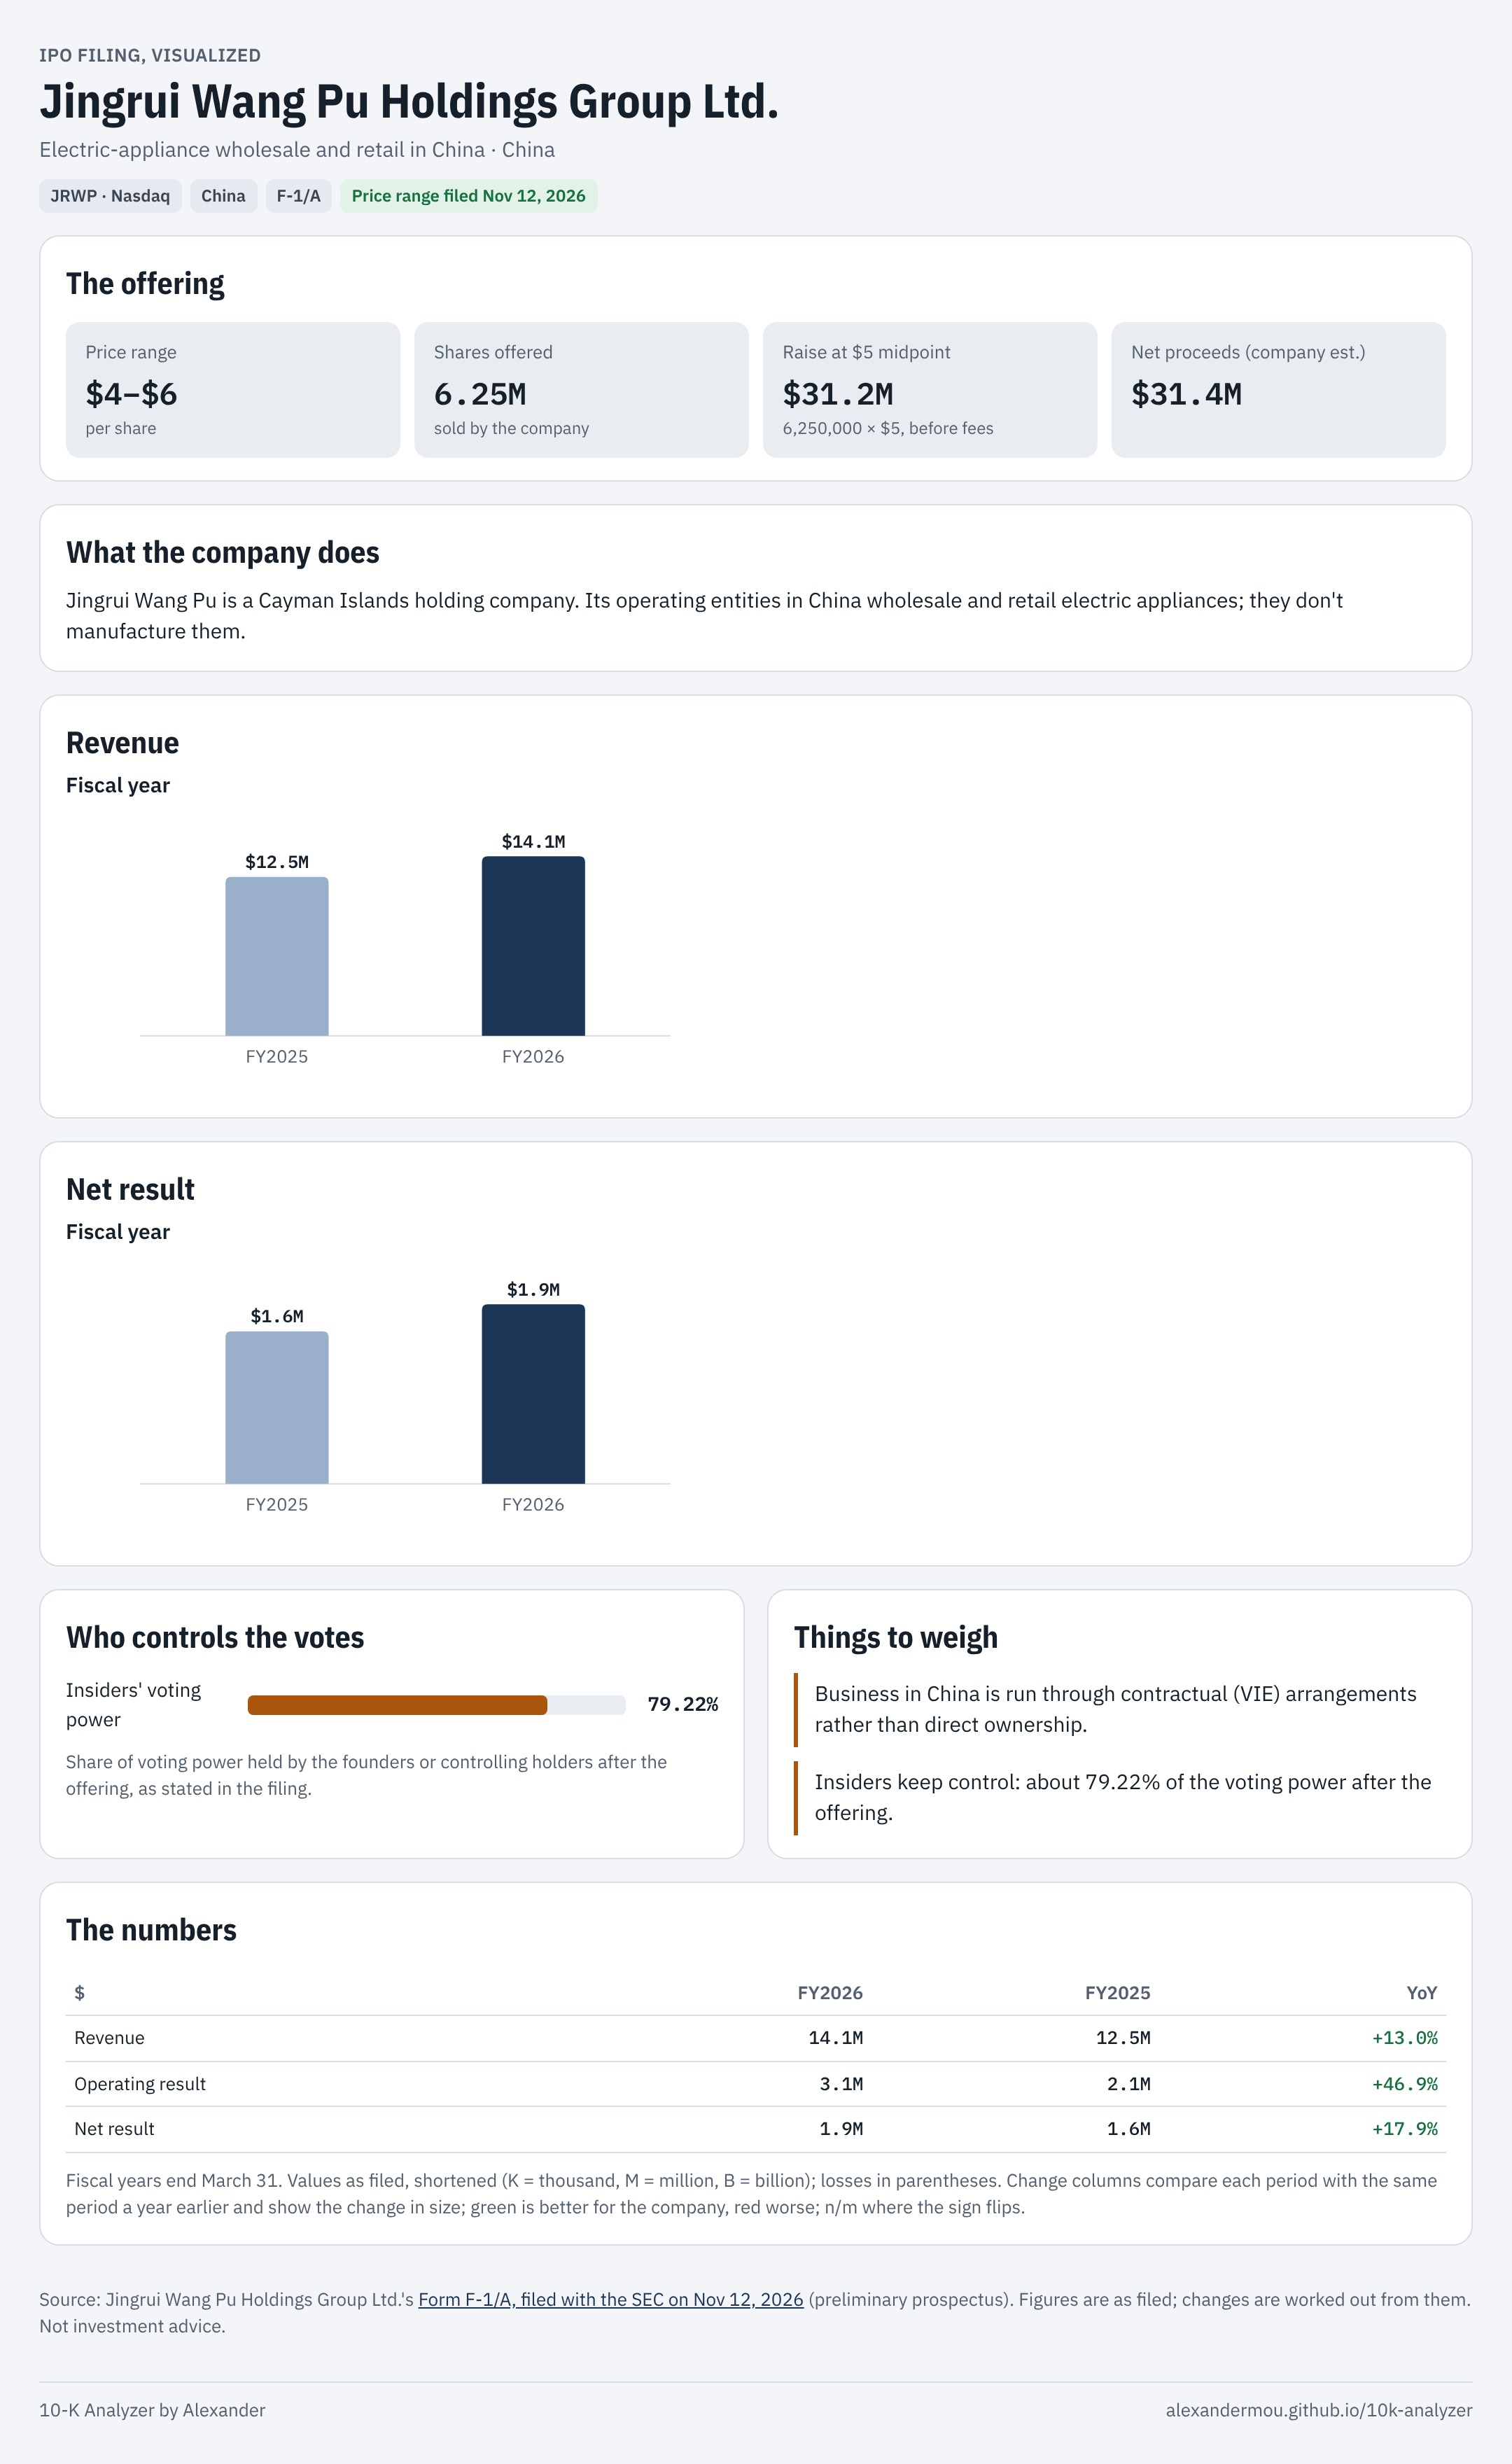 IPO FILING, VISUALIZED
Jingrui Wang Pu Holdings Group Ltd.
Electric-appliance wholesale and retail in China · China
JRWP · Nasdaq
China
F-1/A
Price range filed Nov 12, 2026
The offering
Price range
$4–$6
per share
Shares offered
6.25M
sold by the company
Raise at $5 midpoint
$31.2M
6,250,000 × $5, before fees
Net proceeds (company est.)
$31.4M
What the company does
Jingrui Wang Pu is a Cayman Islands holding company. Its operating entities in China wholesale and retail electric appliances; they don't
manufacture them.
Revenue
Fiscal year
$12.5M
$14.1M
FY2025
FY2026
Net result
Fiscal year
$1.6M
$1.9M
FY2025
FY2026
Who controls the votes
Insiders' voting
power
79.22%
Share of voting power held by the founders or controlling holders after the
offering, as stated in the filing.
Things to weigh
Business in China is run through contractual (VIE) arrangements
rather than direct ownership.
Insiders keep control: about 79.22% of the voting power after the
offering.
The numbers
$ FY2026 FY2025 YoY
Revenue 14.1M 12.5M +13.0%
Operating result 3.1M 2.1M +46.9%
Net result 1.9M 1.6M +17.9%
Fiscal years end March 31. Values as filed, shortened (K = thousand, M = million, B = billion); losses in parentheses. Change columns compare each period with the same
period a year earlier and show the change in size; green is better for the company, red worse; n/m where the sign flips.
Source: Jingrui Wang Pu Holdings Group Ltd.'s Form F-1/A, filed with the SEC on Nov 12, 2026 (preliminary prospectus). Figures are as filed; changes are worked out from them.
Not investment advice.
10-K Analyzer by Alexander
alexandermou.github.io/10k-analyzer